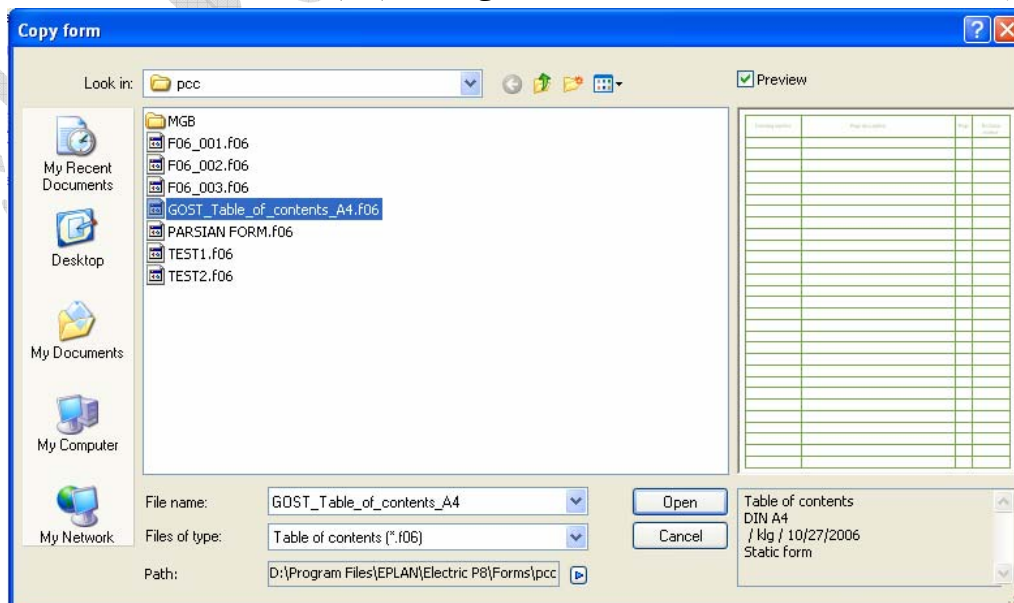 Copy form
Look in:
pcc
Preview
My Recent
Documents
Desktop
My Documents
My Computer
My Network
MGB
F06_001.f06
F06_002.f06
F06_003.f06
GOST_Table_of_contents_A4.f06
PARSIAN FORM.f06
TEST1.f06
TEST2.f06
File name:
GOST_Table_of_contents_A4
Open
Files of type:
Table of contents (*.f06)
Cancel
Path:
D:\Program Files\EPLAN\Electric P8\Forms\pcc
Table of contents
DIN A4
/ klg / 10/27/2006
Static form